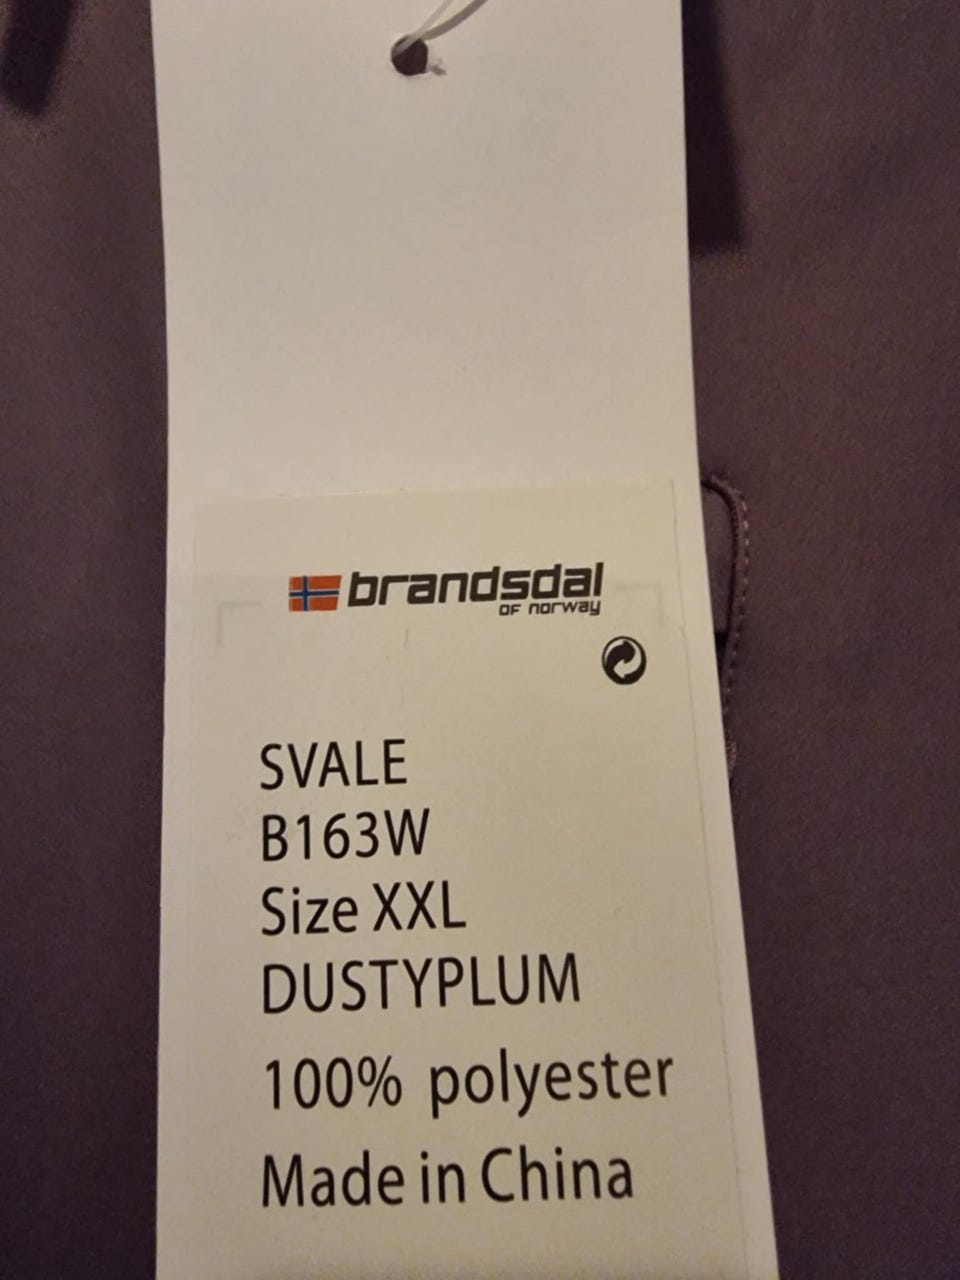 brandsdal
OF norway
SVALE
B163W
Size XXL
DUSTYPLUM
100% polyester
Made in China